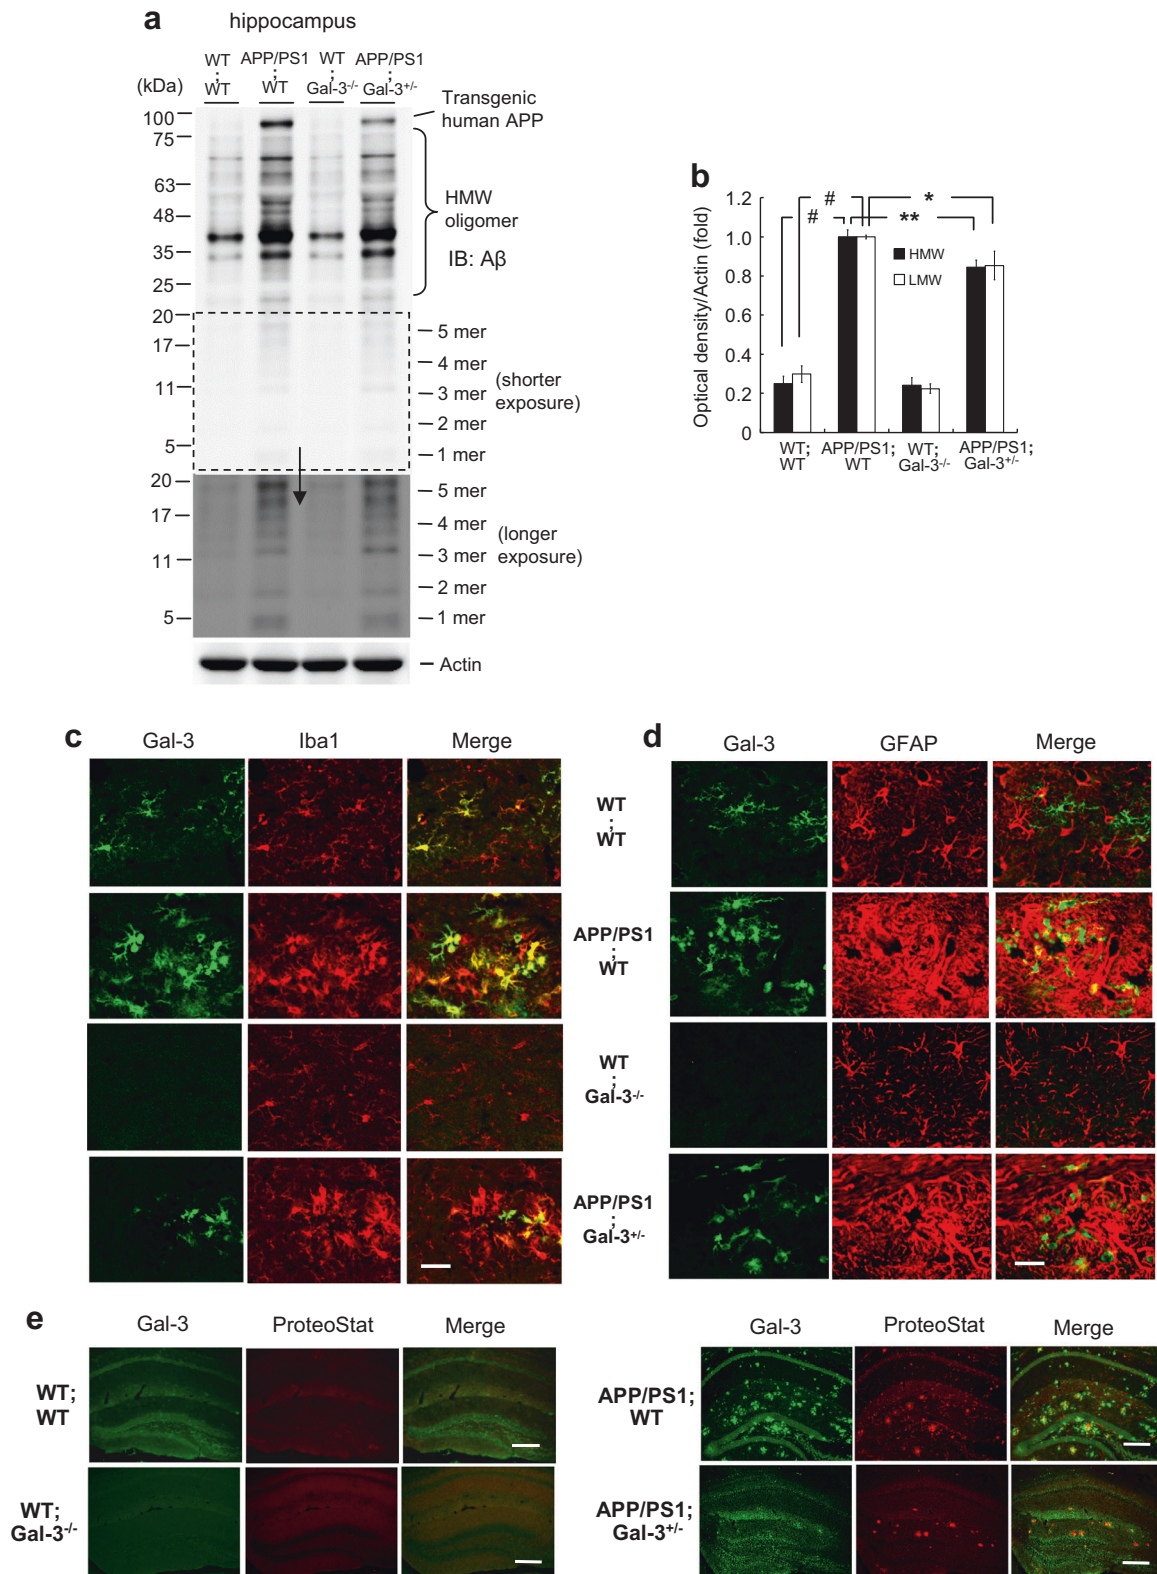 a
hippocampus
WT ; WT
APP/PS1 ; WT
WT ; Gal-3-/-
APP/PS1 ; Gal-3+/-
(kDa)
100
75
63
48
35
25
20
17
11
5
20
17
11
5
Transgenic
human APP
HMW
oligomer
IB: Aβ
5 mer
4 mer
3 mer
2 mer
1 mer
(shorter
exposure)
5 mer
4 mer
3 mer
2 mer
1 mer
(longer
exposure)
Actin
b
Optical density/Actin (fold)
1.2
1.0
0.8
0.6
0.4
0.2
0
#
#
*
**
HMW
LMW
WT;
WT
APP/PS1;
WT
WT;
Gal-3-/-
APP/PS1;
Gal-3+/-
c
Gal-3 Iba1 Merge
d
Gal-3 GFAP Merge
WT
;
WT
APP/PS1
;
WT
WT
;
Gal-3-/-
APP/PS1
;
Gal-3+/-
e
Gal-3 ProteoStat Merge
WT;
WT
WT;
Gal-3-/-
Gal-3 ProteoStat Merge
APP/PS1;
WT
APP/PS1;
Gal-3+/-